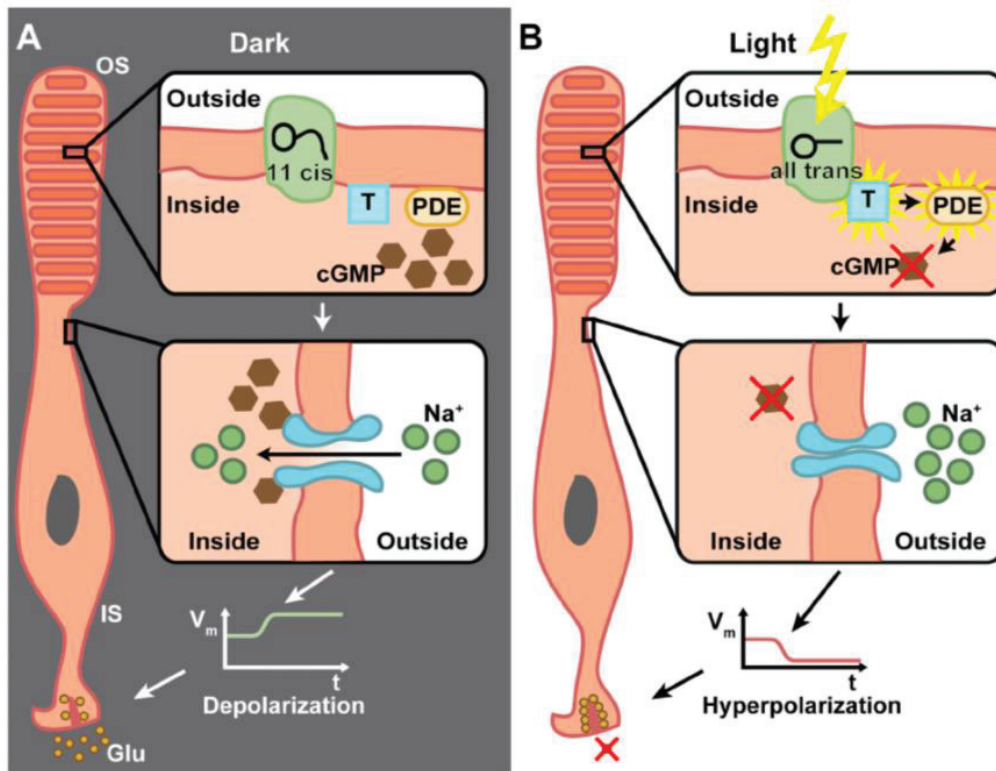 A
Dark
OS
Outside
11 cis
Inside
T
PDE
cGMP
Na⁺
Inside
Outside
IS
Vₘ
t
Depolarization
Glu
B
Light
Outside
all trans
Inside
T
PDE
cGMP
Na⁺
Inside
Outside
Vₘ
t
Hyperpolarization